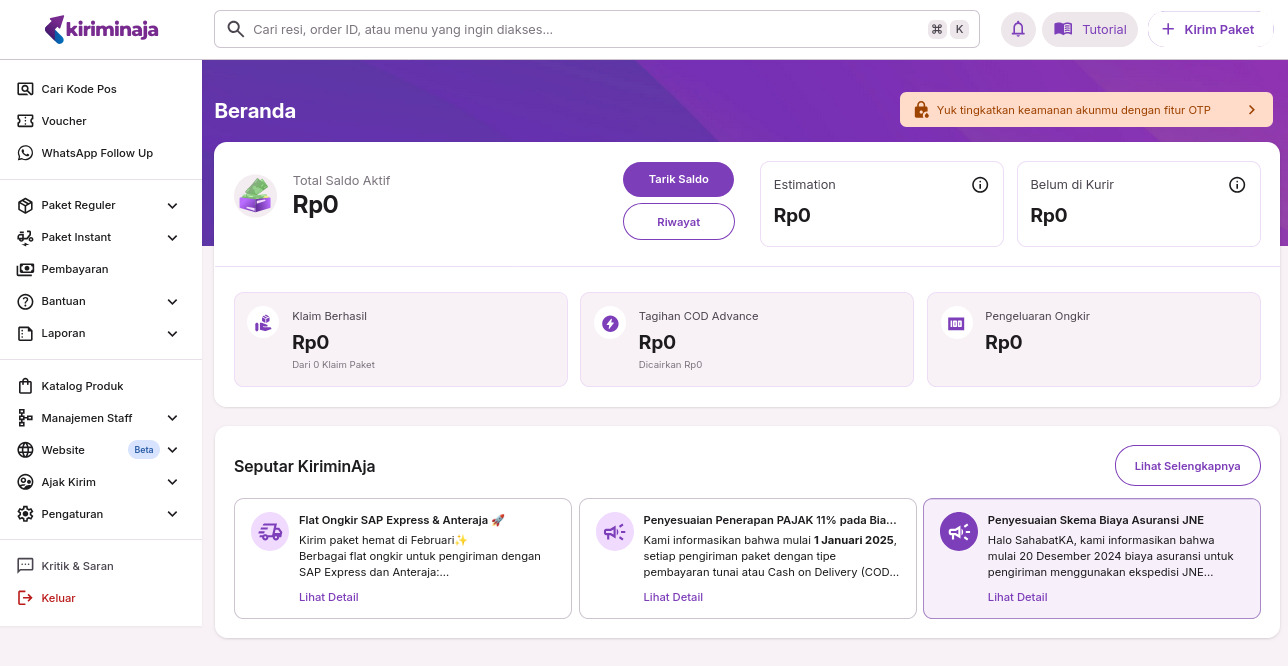 kiriminaja
Cari resi, order ID, atau menu yang ingin diakses...
⌘ K
Tutorial
Kirim Paket
Cari Kode Pos
Voucher
WhatsApp Follow Up
Paket Reguler
Paket Instant
Pembayaran
Bantuan
Laporan
Katalog Produk
Manajemen Staff
Website Beta
Ajak Kirim
Pengaturan
Kritik & Saran
Keluar
Beranda
Yuk tingkatkan keamanan akunmu dengan fitur OTP
Total Saldo Aktif
Rp0
Tarik Saldo
Riwayat
Estimation
Rp0
Belum di Kurir
Rp0
Klaim Berhasil
Rp0
Dari 0 Klaim Paket
Tagihan COD Advance
Rp0
Dicairkan Rp0
Pengeluaran Ongkir
Rp0
Seputar KiriminAja
Lihat Selengkapnya
Flat Ongkir SAP Express & Anteraja 🚀
Kirim paket hemat di Februari✨
Berbagai flat ongkir untuk pengiriman dengan
SAP Express dan Anteraja:...
Lihat Detail
Penyesuaian Penerapan PAJAK 11% pada Bia...
Kami informasikan bahwa mulai 1 Januari 2025,
setiap pengiriman paket dengan tipe
pembayaran tunai atau Cash on Delivery (COD...
Lihat Detail
Penyesuaian Skema Biaya Asuransi JNE
Halo SahabatKA, kami informasikan bahwa
mulai 20 Desember 2024 biaya asuransi untuk
pengiriman menggunakan ekspedisi JNE...
Lihat Detail